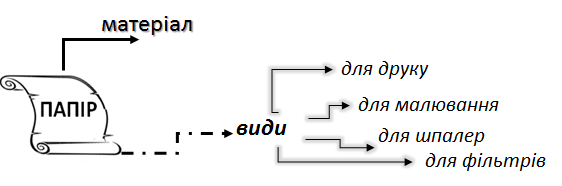 матеріал
ПАПІР
види
для друку
для малювання
для шпалер
для фільтрів